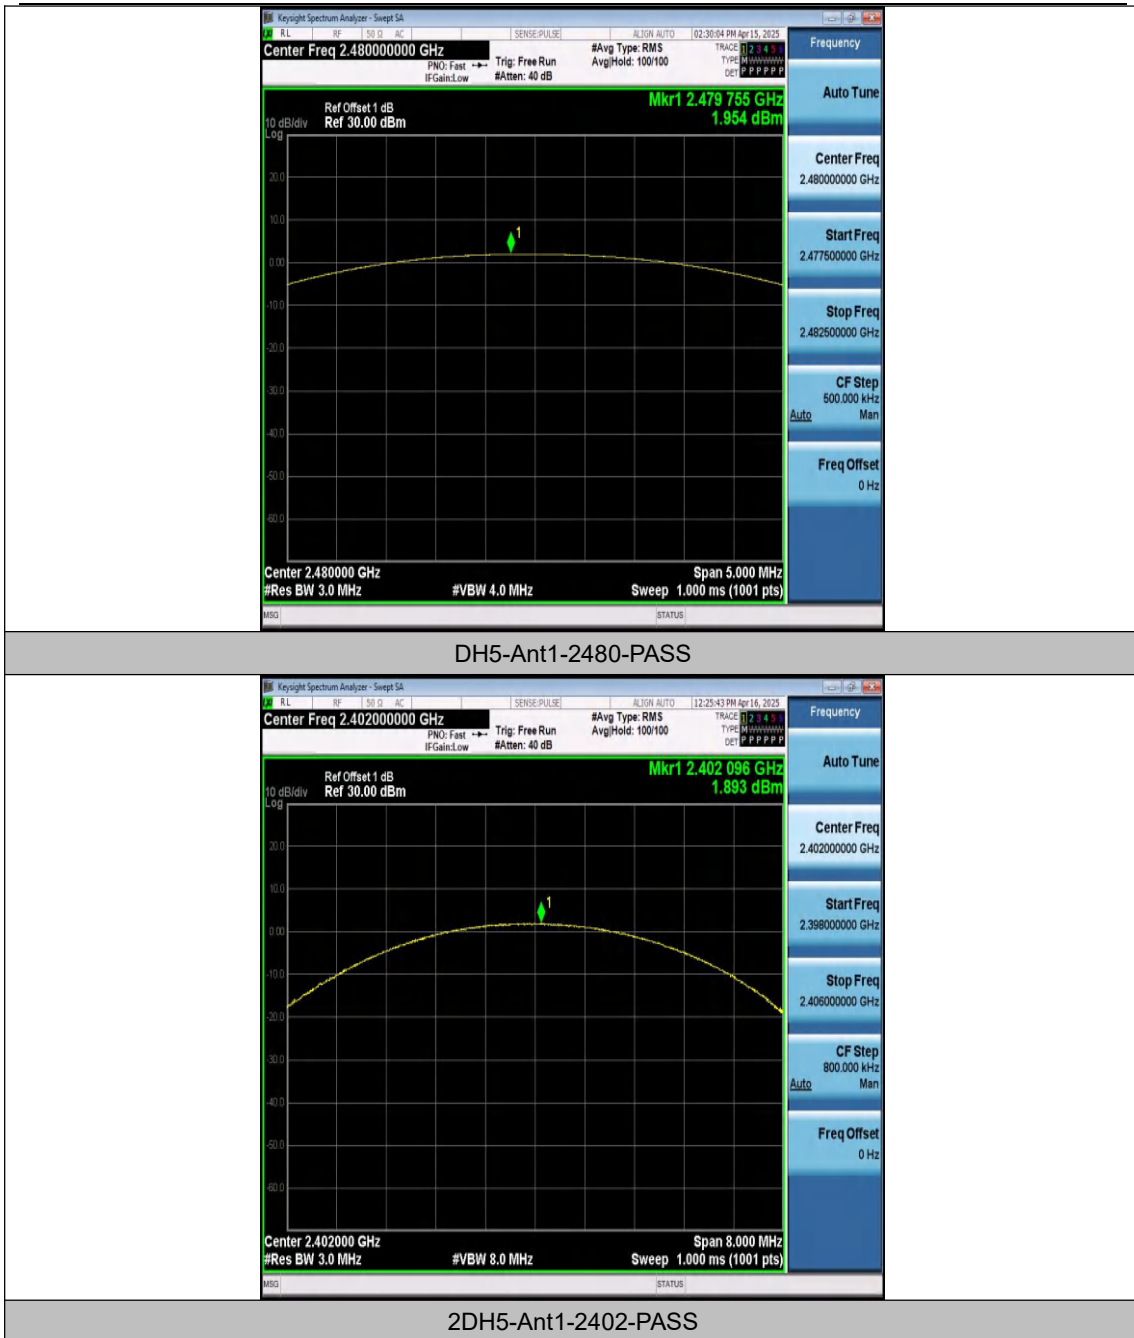 Keysight Spectrum Analyzer - Swept SA
RL RF 50 Ω AC SENSE:PULSE ALIGN AUTO 02:30:04 PM Apr 15, 2025
Center Freq 2.480000000 GHz
PNO: Fast
IFGain:Low
Trig: Free Run
#Atten: 40 dB
#Avg Type: RMS
Avg|Hold: 100/100
TRACE 1 2 3 4 5 6
TYPE M W W W W W
DET P P P P P P
Frequency
Auto Tune
Center Freq
2.480000000 GHz
Start Freq
2.477500000 GHz
Stop Freq
2.482500000 GHz
CF Step
500.000 kHz
Auto Man
Freq Offset
0 Hz
Mkr1 2.479 755 GHz
1.954 dBm
Ref Offset 1 dB
10 dB/div Ref 30.00 dBm
Log
20.0
10.0
0.00
-10.0
-20.0
-30.0
-40.0
-50.0
-60.0
1
Center 2.480000 GHz Span 5.000 MHz
#Res BW 3.0 MHz #VBW 4.0 MHz Sweep 1.000 ms (1001 pts)
MSG STATUS
DH5-Ant1-2480-PASS
Keysight Spectrum Analyzer - Swept SA
RL RF 50 Ω AC SENSE:PULSE ALIGN AUTO 12:25:43 PM Apr 16, 2025
Center Freq 2.402000000 GHz
PNO: Fast
IFGain:Low
Trig: Free Run
#Atten: 40 dB
#Avg Type: RMS
Avg|Hold: 100/100
TRACE 1 2 3 4 5 6
TYPE M W W W W W
DET P P P P P P
Frequency
Auto Tune
Center Freq
2.402000000 GHz
Start Freq
2.398000000 GHz
Stop Freq
2.406000000 GHz
CF Step
800.000 kHz
Auto Man
Freq Offset
0 Hz
Mkr1 2.402 096 GHz
1.893 dBm
Ref Offset 1 dB
10 dB/div Ref 30.00 dBm
Log
20.0
10.0
0.00
-10.0
-20.0
-30.0
-40.0
-50.0
-60.0
1
Center 2.402000 GHz Span 8.000 MHz
#Res BW 3.0 MHz #VBW 8.0 MHz Sweep 1.000 ms (1001 pts)
MSG STATUS
2DH5-Ant1-2402-PASS